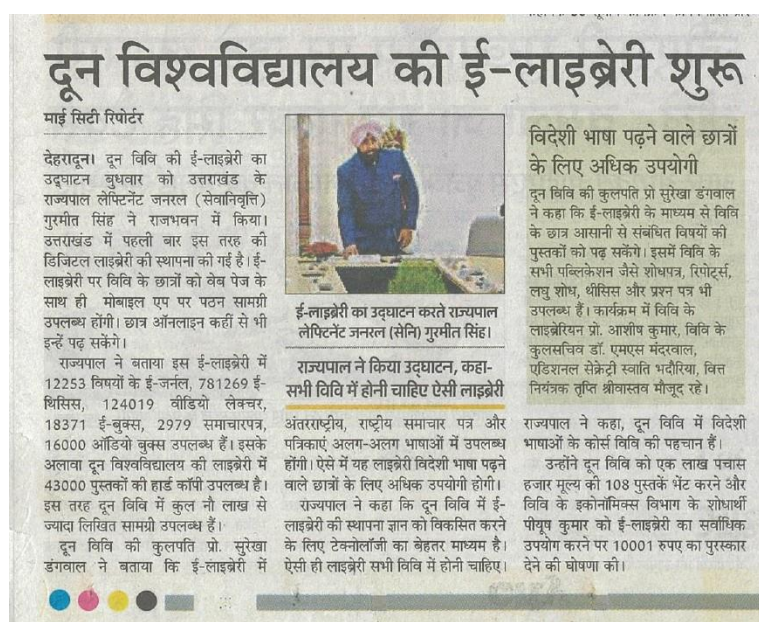 दून विश्वविद्यालय की ई-लाइब्रेरी शुरू
माई सिटी रिपोर्टर
देहरादून। दून विवि की ई-लाइब्रेरी का
उद्घाटन बुधवार को उत्तराखंड के
राज्यपाल लेफ्टिनेंट जनरल (सेवानिवृत्ति)
गुरमीत सिंह ने राजभवन में किया।
उत्तराखंड में पहली बार इस तरह की
डिजिटल लाइब्रेरी की स्थापना की गई है। ई-
लाइब्रेरी पर विवि के छात्रों को वेब पेज के
साथ ही मोबाइल एप पर पठन सामग्री
उपलब्ध होंगी। छात्र ऑनलाइन कहीं से भी
इन्हें पढ़ सकेंगे।
राज्यपाल ने बताया इस ई-लाइब्रेरी में
12253 विषयों के ई-जर्नल, 781269 ई-
थिसिस, 124019 वीडियो लेक्चर,
18371 ई-बुक्स, 2979 समाचारपत्र,
16000 ऑडियो बुक्स उपलब्ध हैं। इसके
अलावा दून विश्वविद्यालय की लाइब्रेरी में
43000 पुस्तकों की हार्ड कॉपी उपलब्ध है।
इस तरह दून विवि में कुल नौ लाख से
ज्यादा लिखित सामग्री उपलब्ध हैं।
दून विवि की कुलपति प्रो. सुरेखा
डंगवाल ने बताया कि ई-लाइब्रेरी में
ई-लाइब्रेरी का उद्घाटन करते राज्यपाल
लेफ्टिनेंट जनरल (सेनि) गुरमीत सिंह।
राज्यपाल ने किया उद्घाटन, कहा-
सभी विवि में होनी चाहिए ऐसी लाइब्रेरी
अंतरराष्ट्रीय, राष्ट्रीय समाचार पत्र और
पत्रिकाएं अलग-अलग भाषाओं में उपलब्ध
होंगी। ऐसे में यह लाइब्रेरी विदेशी भाषा पढ़ने
वाले छात्रों के लिए अधिक उपयोगी होगी।
राज्यपाल ने कहा कि दून विवि में ई-
लाइब्रेरी की स्थापना ज्ञान को विकसित करने
के लिए टेक्नोलॉजी का बेहतर माध्यम है।
ऐसी ही लाइब्रेरी सभी विवि में होनी चाहिए।
विदेशी भाषा पढ़ने वाले छात्रों
के लिए अधिक उपयोगी
दून विवि की कुलपति प्रो सुरेखा डंगवाल
ने कहा कि ई-लाइब्रेरी के माध्यम से विवि
के छात्र आसानी से संबंधित विषयों की
पुस्तकों को पढ़ सकेंगे। इसमें विवि के
सभी पब्लिकेशन जैसे शोधपत्र, रिपोर्ट्स,
लघु शोध, थीसिस और प्रश्न पत्र भी
उपलब्ध हैं। कार्यक्रम में विवि के
लाइब्रेरियन प्रो. आशीष कुमार, विवि के
कुलसचिव डॉ. एमएस मंदरवाल,
एडिशनल सेक्रेट्री स्वाति भदौरिया, वित्त
नियंत्रक तृप्ति श्रीवास्तव मौजूद रहे।
राज्यपाल ने कहा, दून विवि में विदेशी
भाषाओं के कोर्स विवि की पहचान हैं।
उन्होंने दून विवि को एक लाख पचास
हजार मूल्य की 108 पुस्तकें भेंट करने और
विवि के इकोनॉमिक्स विभाग के शोधार्थी
पीयूष कुमार को ई-लाइब्रेरी का सर्वाधिक
उपयोग करने पर 10001 रुपए का पुरस्कार
देने की घोषणा की।